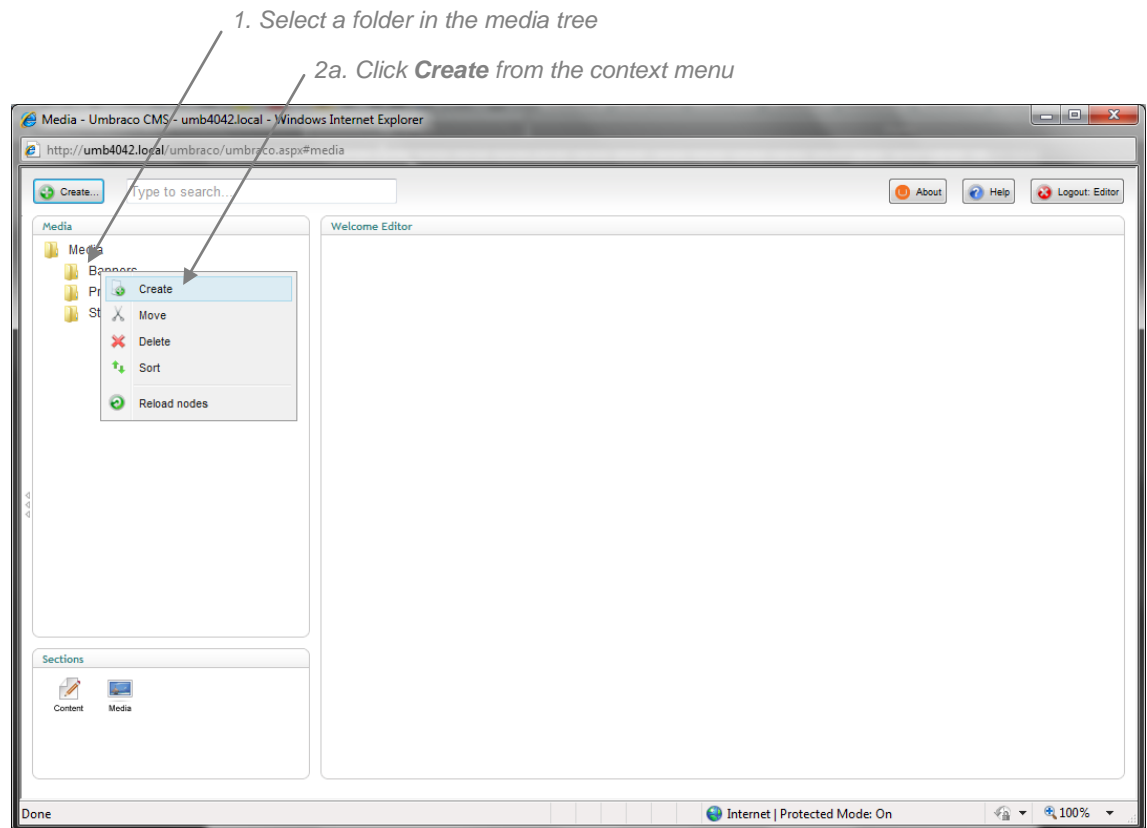 1. Select a folder in the media tree
2a. Click Create from the context menu
Media - Umbraco CMS - umb4042.local - Windows Internet Explorer
http://umb4042.local/umbraco/umbraco.aspx#media
Create...
Type to search...
About
Help
Logout: Editor
Media
Welcome Editor
Media
Banners
Pr
St
Create
Move
Delete
Sort
Reload nodes
Sections
Content
Media
Done
Internet | Protected Mode: On
100%